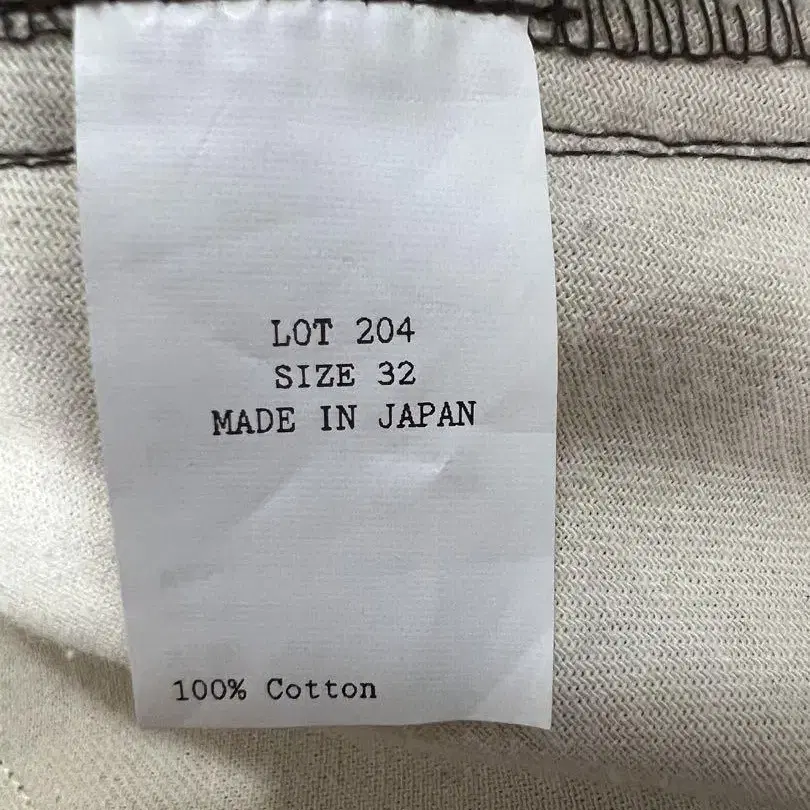 LOT 204
SIZE 32
MADE IN JAPAN
100% Cotton